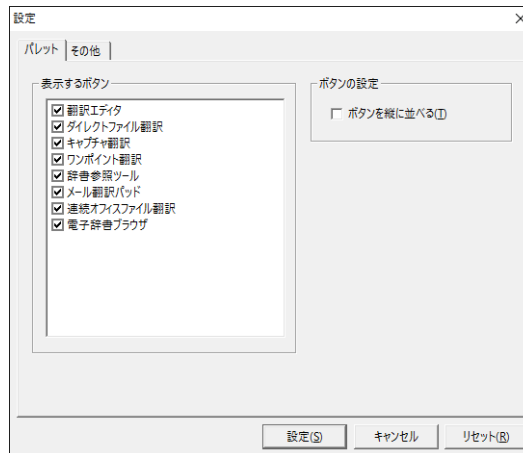 設定
パレット
その他
表示するボタン
翻訳エディタ
ダイレクトファイル翻訳
キャプチャ翻訳
ワンポイント翻訳
辞書参照ツール
メール翻訳パッド
連続オフィスファイル翻訳
電子辞書ブラウザ
ボタンの設定
ボタンを縦に並べる(T)
設定(S)
キャンセル
リセット(R)